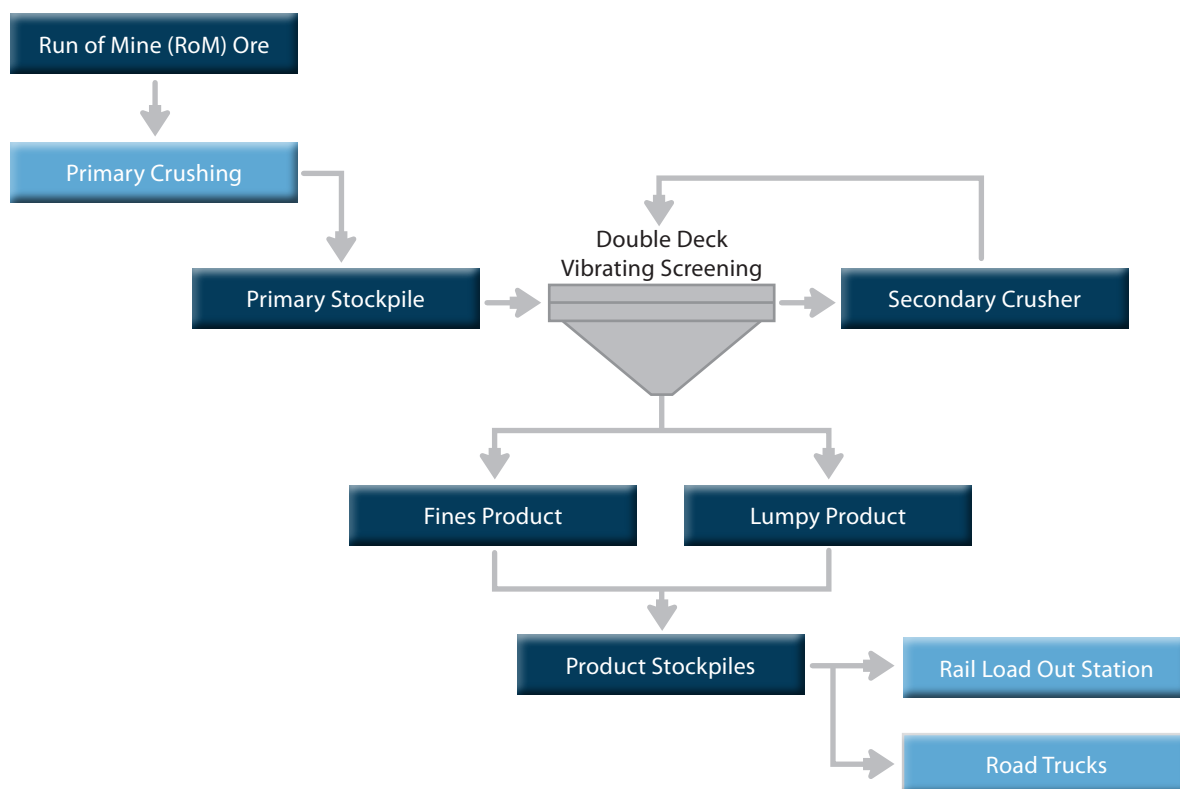 Run of Mine (RoM) Ore
Primary Crushing
Double Deck
Vibrating Screening
Primary Stockpile
Secondary Crusher
Fines Product
Lumpy Product
Product Stockpiles
Rail Load Out Station
Road Trucks